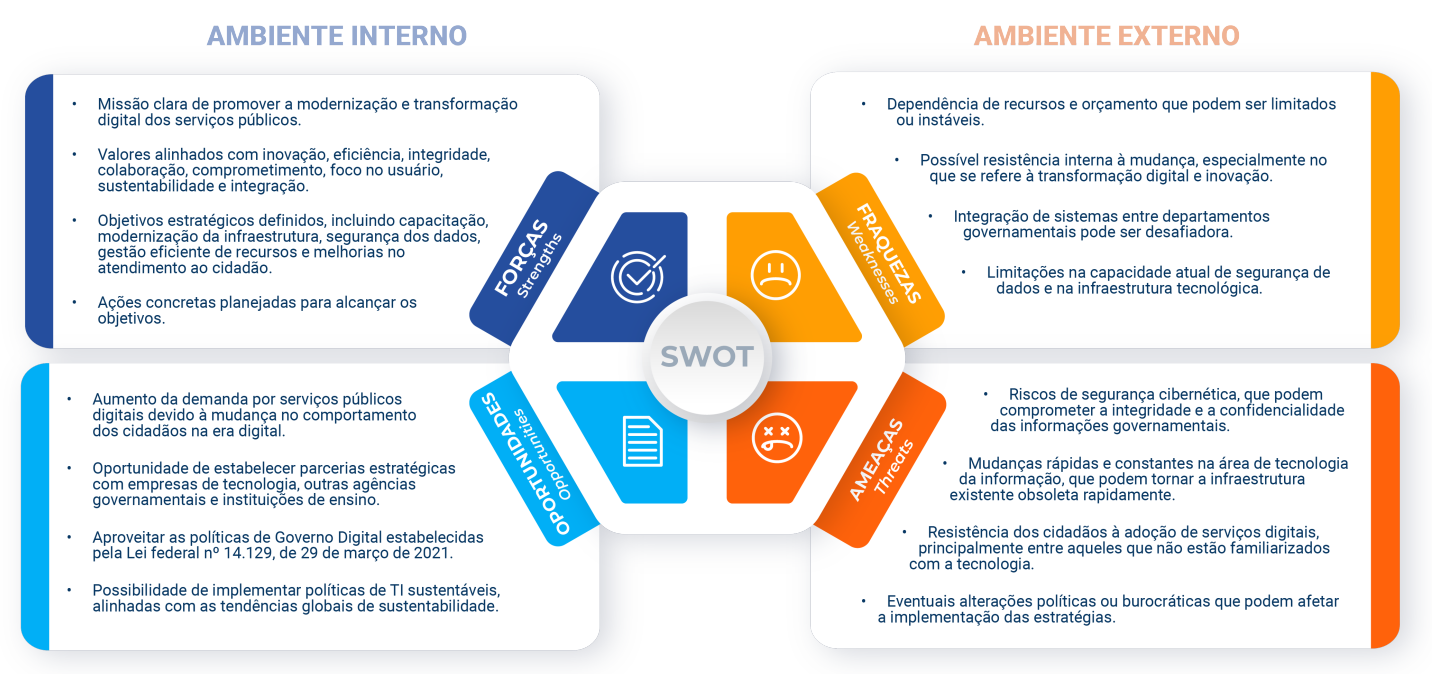 AMBIENTE INTERNO
• Missão clara de promover a modernização e transformação
digital dos serviços públicos.
• Valores alinhados com inovação, eficiência, integridade,
colaboração, comprometimento, foco no usuário,
sustentabilidade e integração.
• Objetivos estratégicos definidos, incluindo capacitação,
modernização da infraestrutura, segurança dos dados,
gestão eficiente de recursos e melhorias no
atendimento ao cidadão.
• Ações concretas planejadas para alcançar os
objetivos.
FORÇAS
Strengths
AMBIENTE EXTERNO
• Dependência de recursos e orçamento que podem ser limitados
ou instáveis.
• Possível resistência interna à mudança, especialmente no
que se refere à transformação digital e inovação.
• Integração de sistemas entre departamentos
governamentais pode ser desafiadora.
• Limitações na capacidade atual de segurança de
dados e na infraestrutura tecnológica.
FRAQUEZAS
Weaknesses
SWOT
• Aumento da demanda por serviços públicos
digitais devido à mudança no comportamento
dos cidadãos na era digital.
• Oportunidade de estabelecer parcerias estratégicas
com empresas de tecnologia, outras agências
governamentais e instituições de ensino.
• Aproveitar as políticas de Governo Digital estabelecidas
pela Lei federal nº 14.129, de 29 de março de 2021.
• Possibilidade de implementar políticas de TI sustentáveis,
alinhadas com as tendências globais de sustentabilidade.
OPORTUNIDADES
Opportunities
• Riscos de segurança cibernética, que podem
comprometer a integridade e a confidencialidade
das informações governamentais.
• Mudanças rápidas e constantes na área de tecnologia
da informação, que podem tornar a infraestrutura
existente obsoleta rapidamente.
• Resistência dos cidadãos à adoção de serviços digitais,
principalmente entre aqueles que não estão familiarizados
com a tecnologia.
• Eventuais alterações políticas ou burocráticas que podem afetar
a implementação das estratégias.
AMEAÇAS
Threats